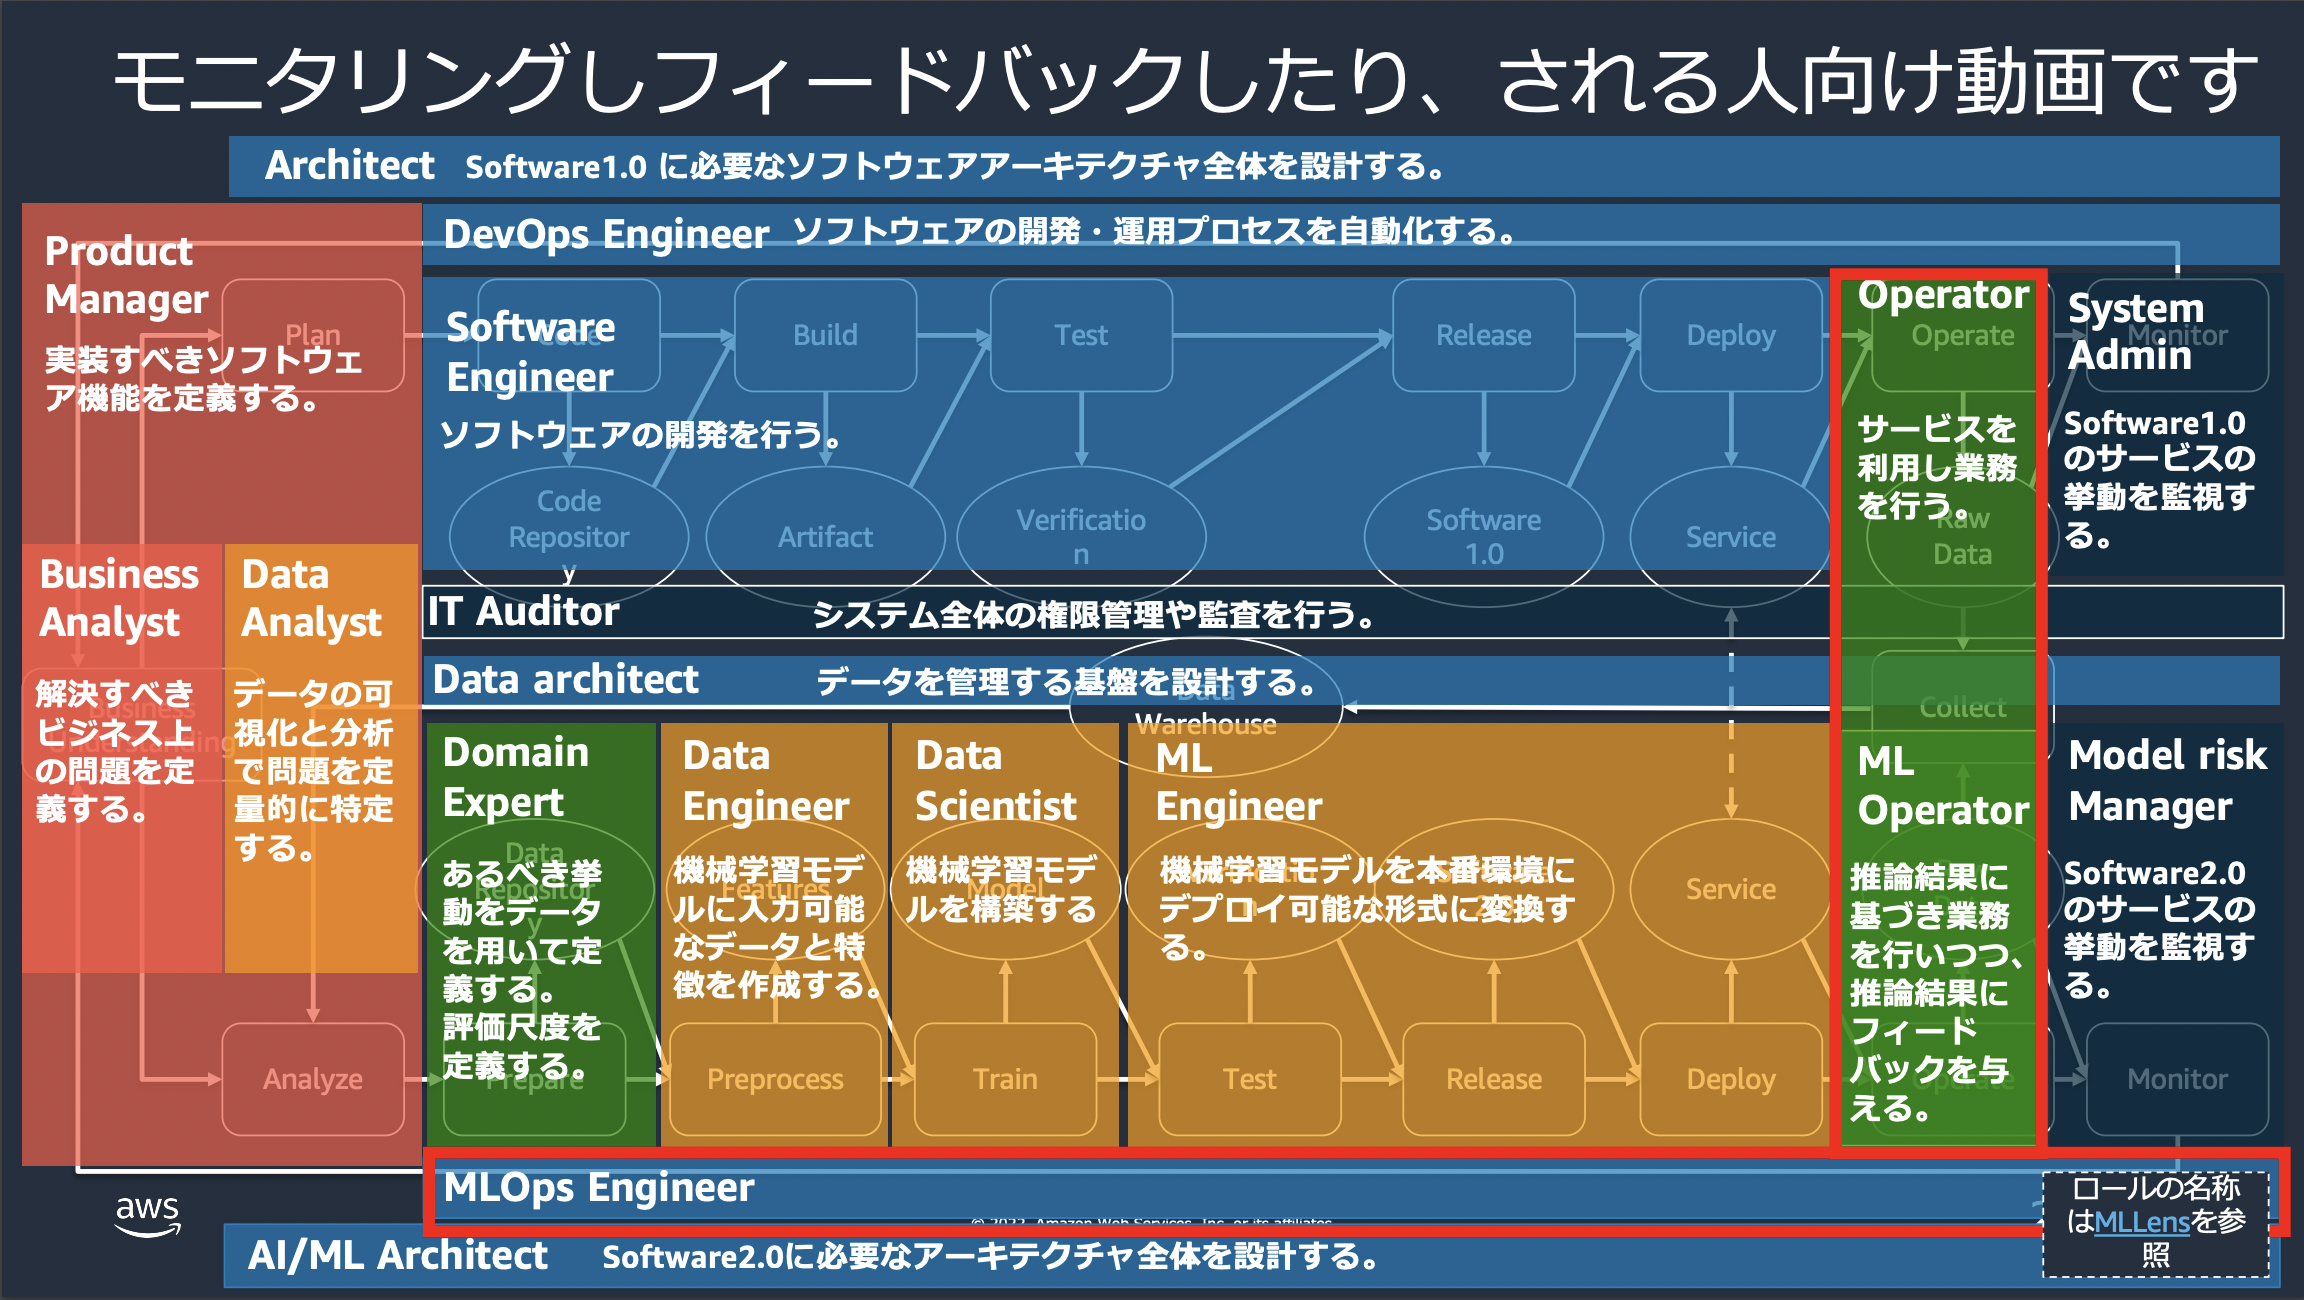 モニタリングしフィードバックしたり、される人向け動画です
Architect Software1.0 に必要なソフトウェアアーキテクチャ全体を設計する。
DevOps Engineer ソフトウェアの開発・運用プロセスを自動化する。
Product
Manager
実装すべきソフトウェ
ア機能を定義する。
Plan
Software
Engineer
ソフトウェアの開発を行う。
Code
Build
Test
Release
Deploy
Code
Repositor
y
Artifact
Verificatio
n
Software
1.0
Service
Operator
Operate
サービスを
利用し業務
を行う。
Raw
Data
System
Admin
Monitor
Software1.0
のサービスの
挙動を監視す
る。
IT Auditor システム全体の権限管理や監査を行う。
Data architect データを管理する基盤を設計する。
Data
Warehouse
Collect
Business
Analyst
解決すべき
ビジネス上
の問題を定
義する。
Business
Understanding
Data
Analyst
データの可
視化と分析
で問題を定
量的に特定
する。
Analyze
Domain
Expert
あるべき挙
動をデータ
を用いて定
義する。
評価尺度を
定義する。
Data
Repositor
y
Prepare
Data
Engineer
機械学習モデ
ルに入力可能
なデータと特
徴を作成する。
Features
Preprocess
Data
Scientist
機械学習モデ
ルを構築する
Model
Train
ML
Engineer
機械学習モデルを本番環境に
デプロイ可能な形式に変換す
る。
Test
Release
Service
Deploy
ML
Operator
推論結果に
基づき業務
を行いつつ、
推論結果に
フィード
バックを与
える。
Operate
Model risk
Manager
Software2.0
のサービスの
挙動を監視す
る。
Monitor
MLOps Engineer
© 2022, Amazon Web Services, Inc. or its affiliates.
aws
AI/ML Architect Software2.0に必要なアーキテクチャ全体を設計する。
ロールの名称
はMLLensを参
照